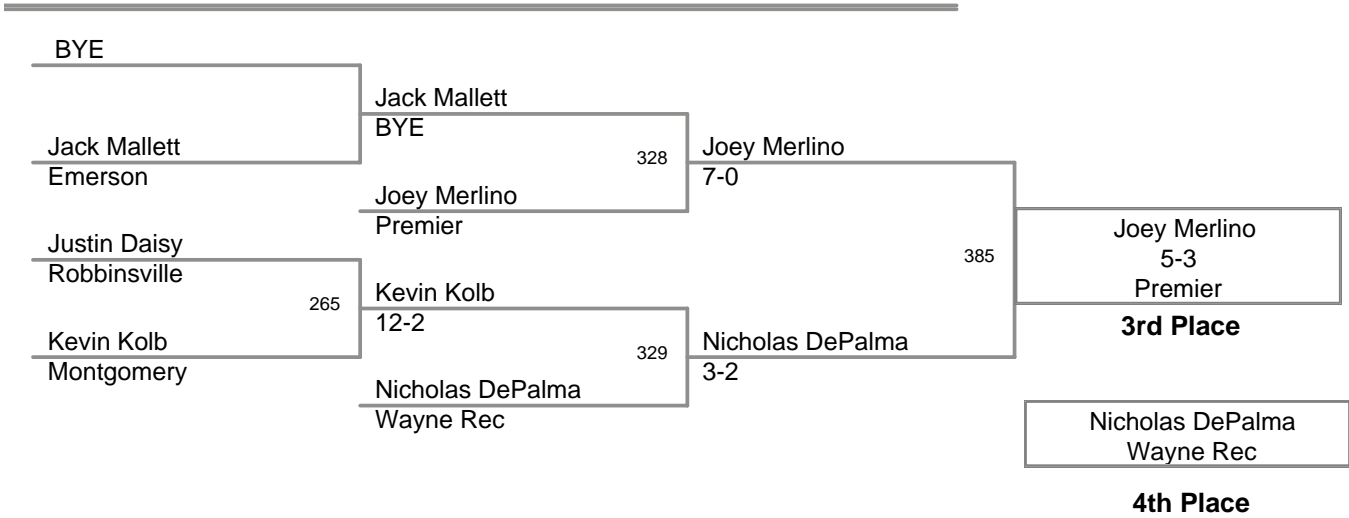 BYE
Jack Mallett
BYE
Jack Mallett
Emerson
328
Joey Merlino
7-0
Joey Merlino
Premier
Justin Daisy
Robbinsville
385
Joey Merlino
5-3
Premier
3rd Place
265
Kevin Kolb
12-2
Kevin Kolb
Montgomery
329
Nicholas DePalma
3-2
Nicholas DePalma
Wayne Rec
Nicholas DePalma
Wayne Rec
4th Place